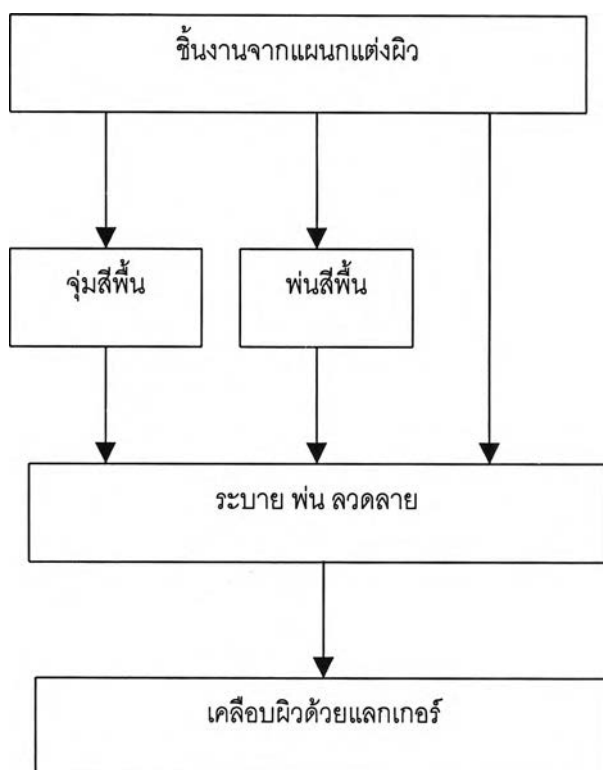 ชิ้นงานจากแผนกแต่งผิว
จุ่มสีพื้น
พ่นสีพื้น
ระบาย พ่น ลวดลาย
เคลือบผิวด้วยแลกเกอร์